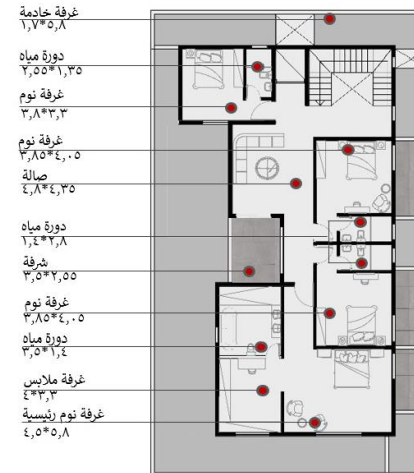 غرفة خادمة
١,٧*٥,٨
دورة مياه
٢,٥٥*١,٣٥
غرفة نوم
٣,٨*٣,٣
غرفة نوم
٣,٨٥*٤,٠٥
صالة
٤,٨*٤,٣٥
دورة مياه
١,٤*٢,٨
شرفة
٣,٥*٢,٥٥
غرفة نوم
٣,٨٥*٤,٠٥
دورة مياه
٣,٥*١,٤
غرفة ملابس
٤*٣,٣
غرفة نوم رئيسية
٤,٥*٥,٨